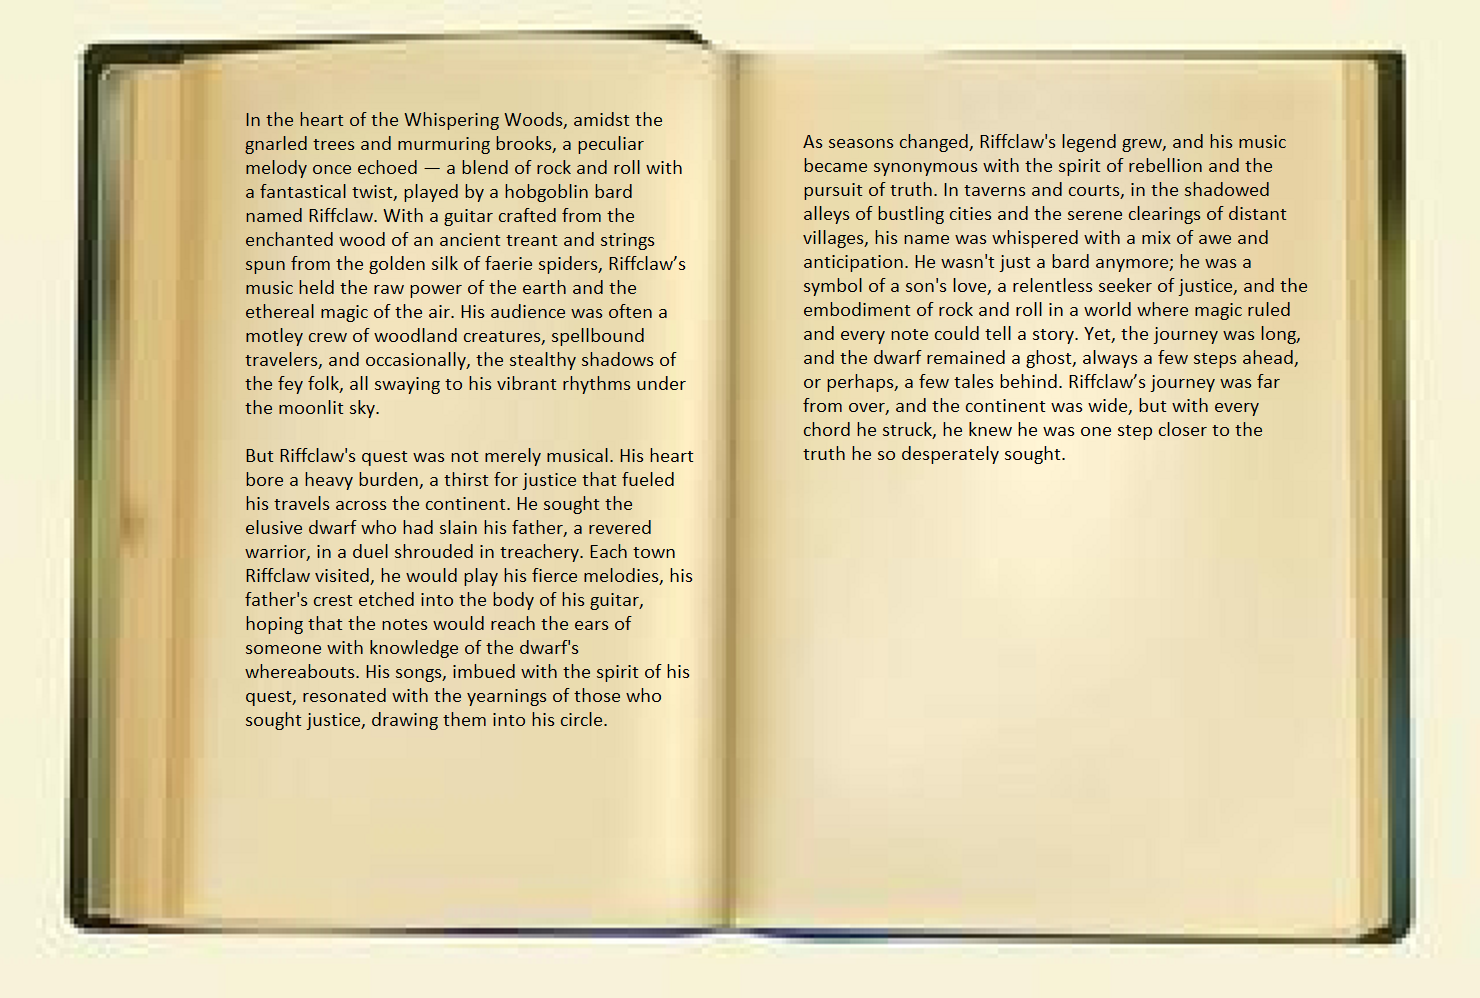 In the heart of the Whispering Woods, amidst the
gnarled trees and murmuring brooks, a peculiar
melody once echoed — a blend of rock and roll with
a fantastical twist, played by a hobgoblin bard
named Riffclaw. With a guitar crafted from the
enchanted wood of an ancient treant and strings
spun from the golden silk of faerie spiders, Riffclaw’s
music held the raw power of the earth and the
ethereal magic of the air. His audience was often a
motley crew of woodland creatures, spellbound
travelers, and occasionally, the stealthy shadows of
the fey folk, all swaying to his vibrant rhythms under
the moonlit sky.
But Riffclaw's quest was not merely musical. His heart
bore a heavy burden, a thirst for justice that fueled
his travels across the continent. He sought the
elusive dwarf who had slain his father, a revered
warrior, in a duel shrouded in treachery. Each town
Riffclaw visited, he would play his fierce melodies, his
father's crest etched into the body of his guitar,
hoping that the notes would reach the ears of
someone with knowledge of the dwarf's
whereabouts. His songs, imbued with the spirit of his
quest, resonated with the yearnings of those who
sought justice, drawing them into his circle.
As seasons changed, Riffclaw's legend grew, and his music
became synonymous with the spirit of rebellion and the
pursuit of truth. In taverns and courts, in the shadowed
alleys of bustling cities and the serene clearings of distant
villages, his name was whispered with a mix of awe and
anticipation. He wasn't just a bard anymore; he was a
symbol of a son's love, a relentless seeker of justice, and the
embodiment of rock and roll in a world where magic ruled
and every note could tell a story. Yet, the journey was long,
and the dwarf remained a ghost, always a few steps ahead,
or perhaps, a few tales behind. Riffclaw’s journey was far
from over, and the continent was wide, but with every
chord he struck, he knew he was one step closer to the
truth he so desperately sought.